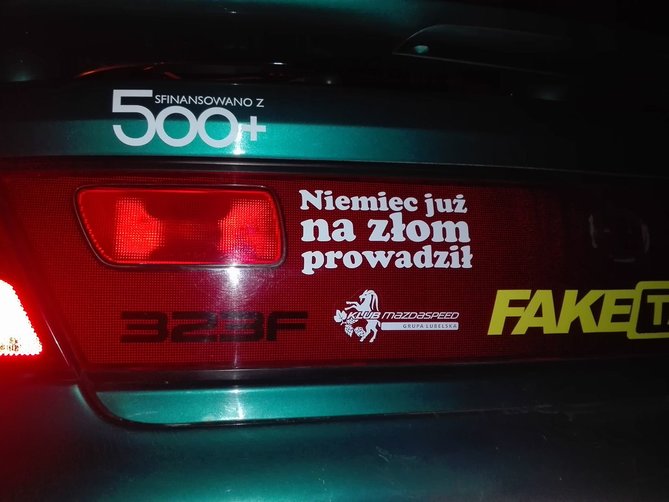 SFINANSOWANO Z
500+
Niemiec już
na złom
prowadził
323F
KLUB mazdaspeed
GRUPA LUBELSKA
FAKE T